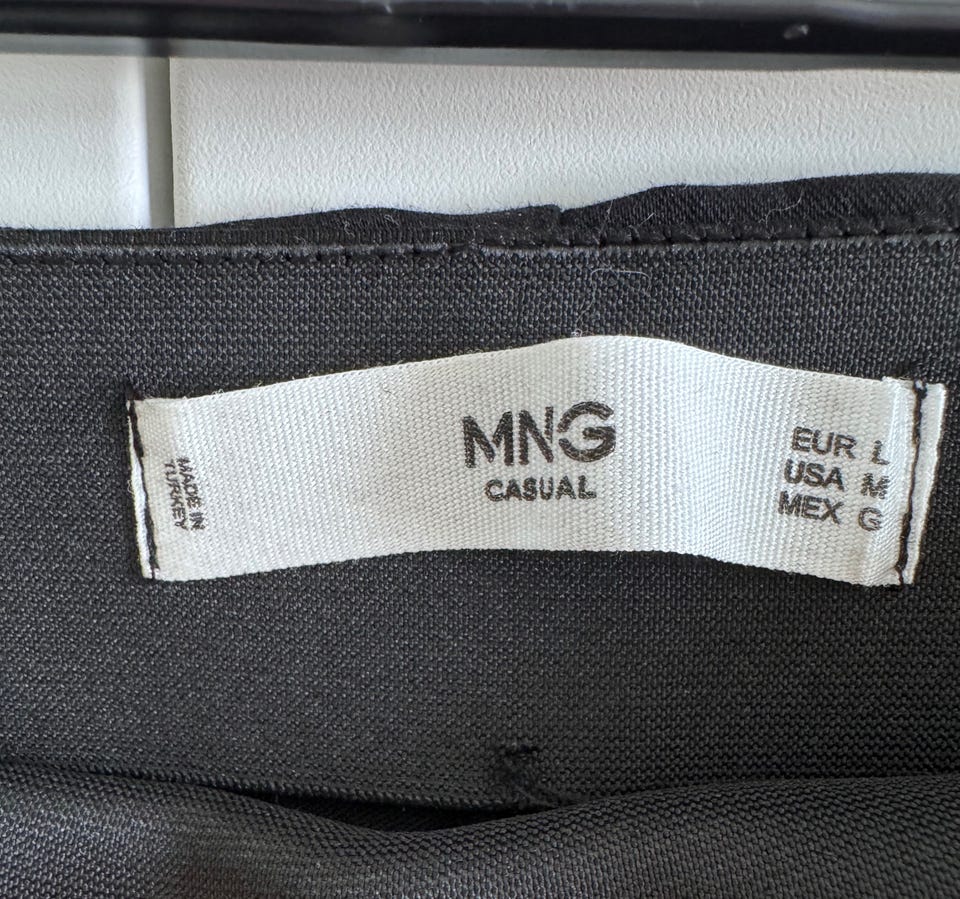 MADE IN
TURKEY
MNG
CASUAL
EUR L
USA M
MEX G